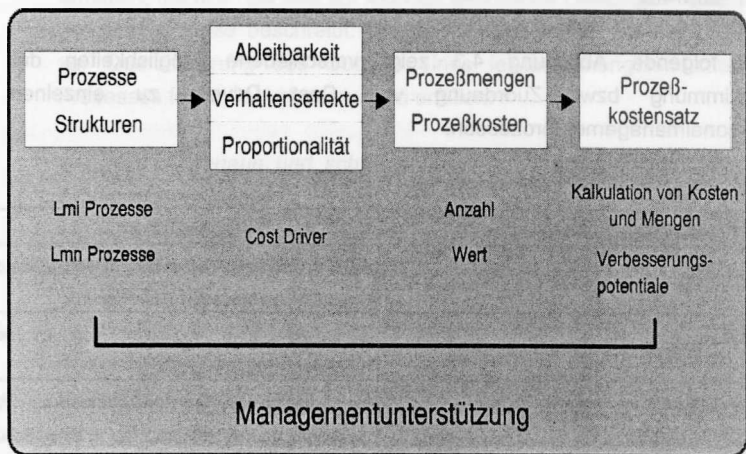 Prozesse
Strukturen
Ableitbarkeit
Verhaltenseffekte
Proportionalität
Prozeßmengen
Prozeßkosten
Prozeß-
kostensatz
Lmi Prozesse
Lmn Prozesse
Cost Driver
Anzahl
Wert
Kalkulation von Kosten
und Mengen
Verbesserungs-
potentiale
Managementunterstützung